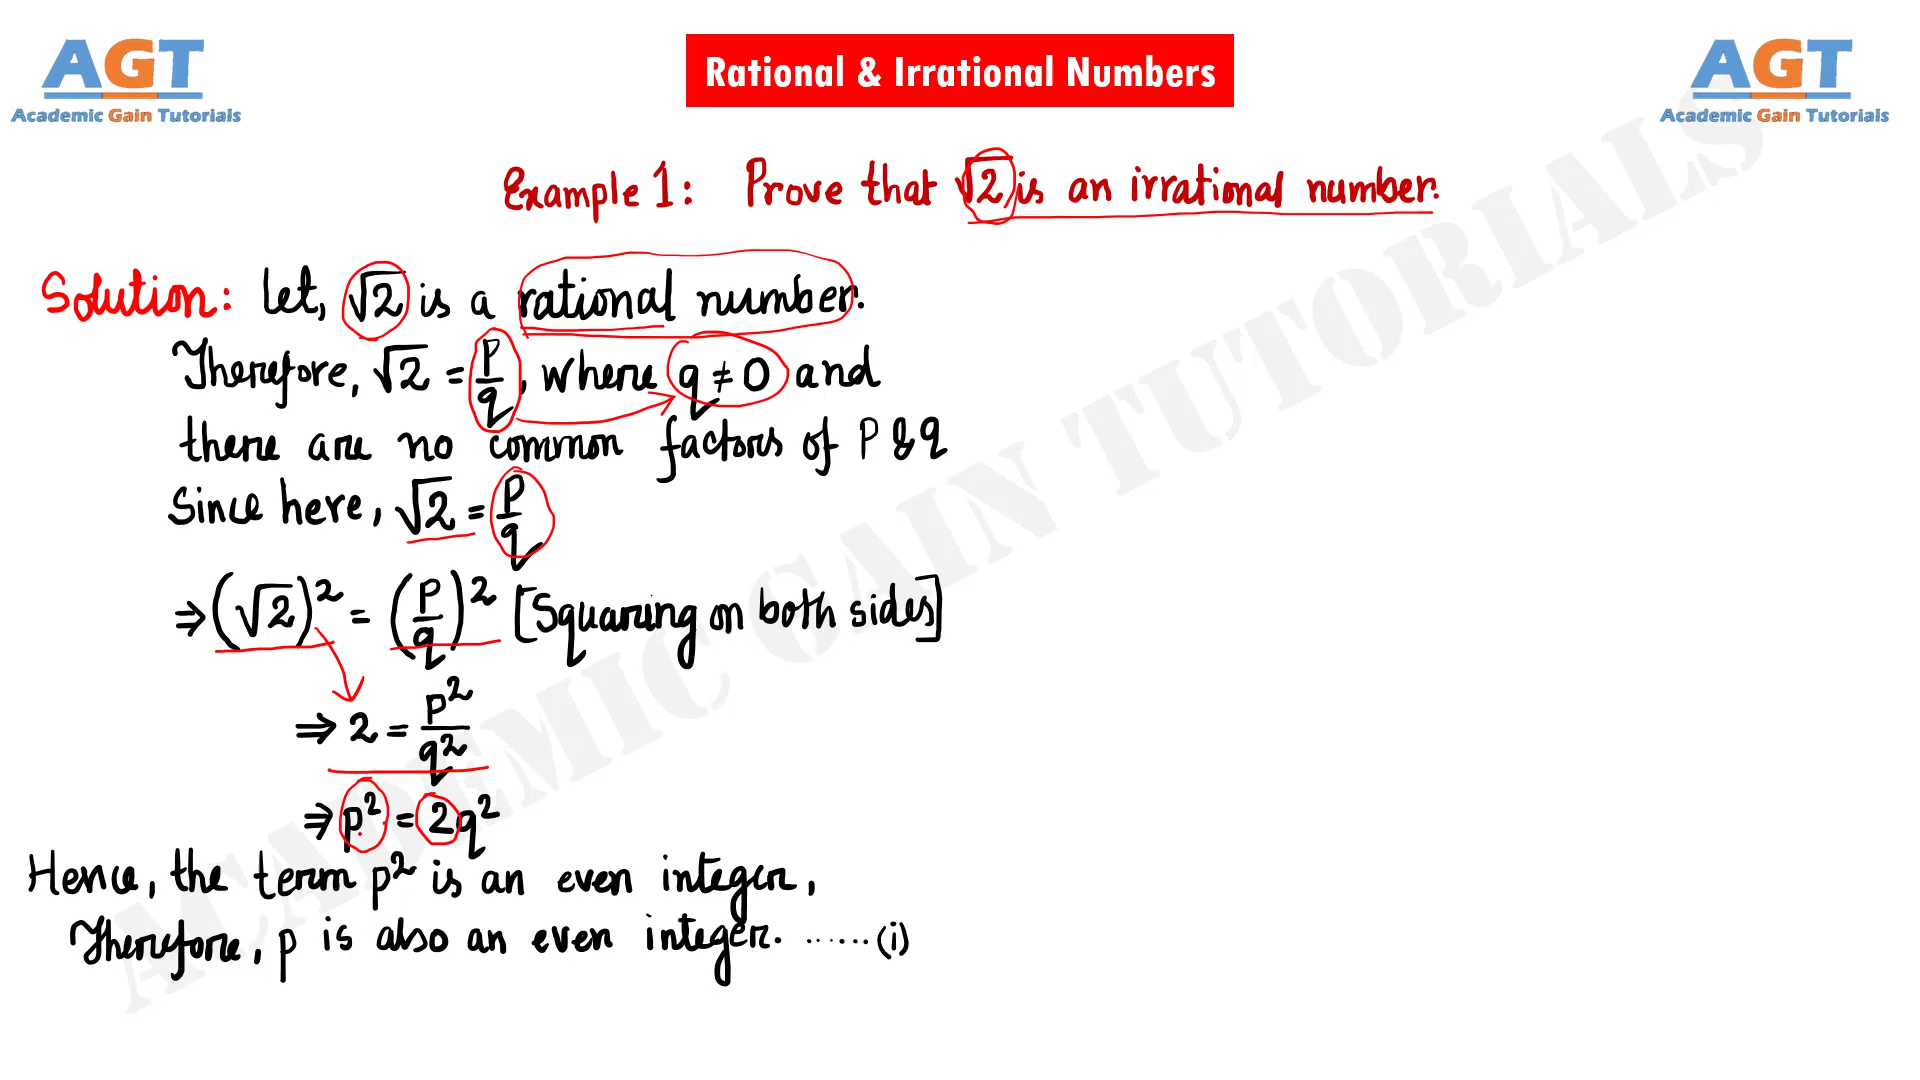 AGT
Academic Gain Tutorials
Rational & Irrational Numbers
AGT
Academic Gain Tutorials
Example 1: Prove that √2 is an irrational number.
Solution: Let, √2 is a rational number.
Therefore, √2 = p/q, where q ≠ 0 and
there are no common factors of P & q
Since here, √2 = p/q
⇒ (√2)² = (p/q)² [Squaring on both sides]
⇒ 2 = p²/q²
⇒ p² = 2q²
Hence, the term p² is an even integer,
Therefore, p is also an even integer. ......(i)
ACADEMIC GAIN TUTORIALS